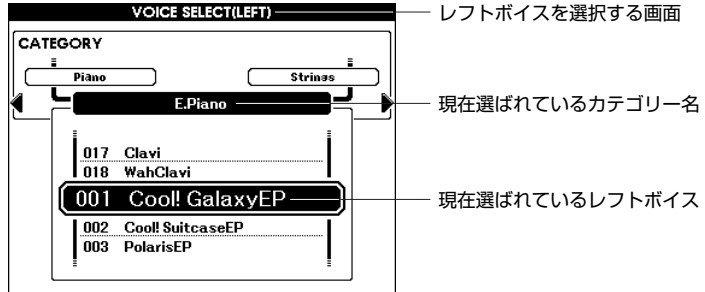 VOICE SELECT(LEFT)
レフトボイスを選択する画面
CATEGORY
Piano
Strings
E.Piano
現在選ばれているカテゴリー名
017 Clavi
018 WahClavi
001 Cool! GalaxyEP
現在選ばれているレフトボイス
002 Cool! SuitcaseEP
003 PolarisEP